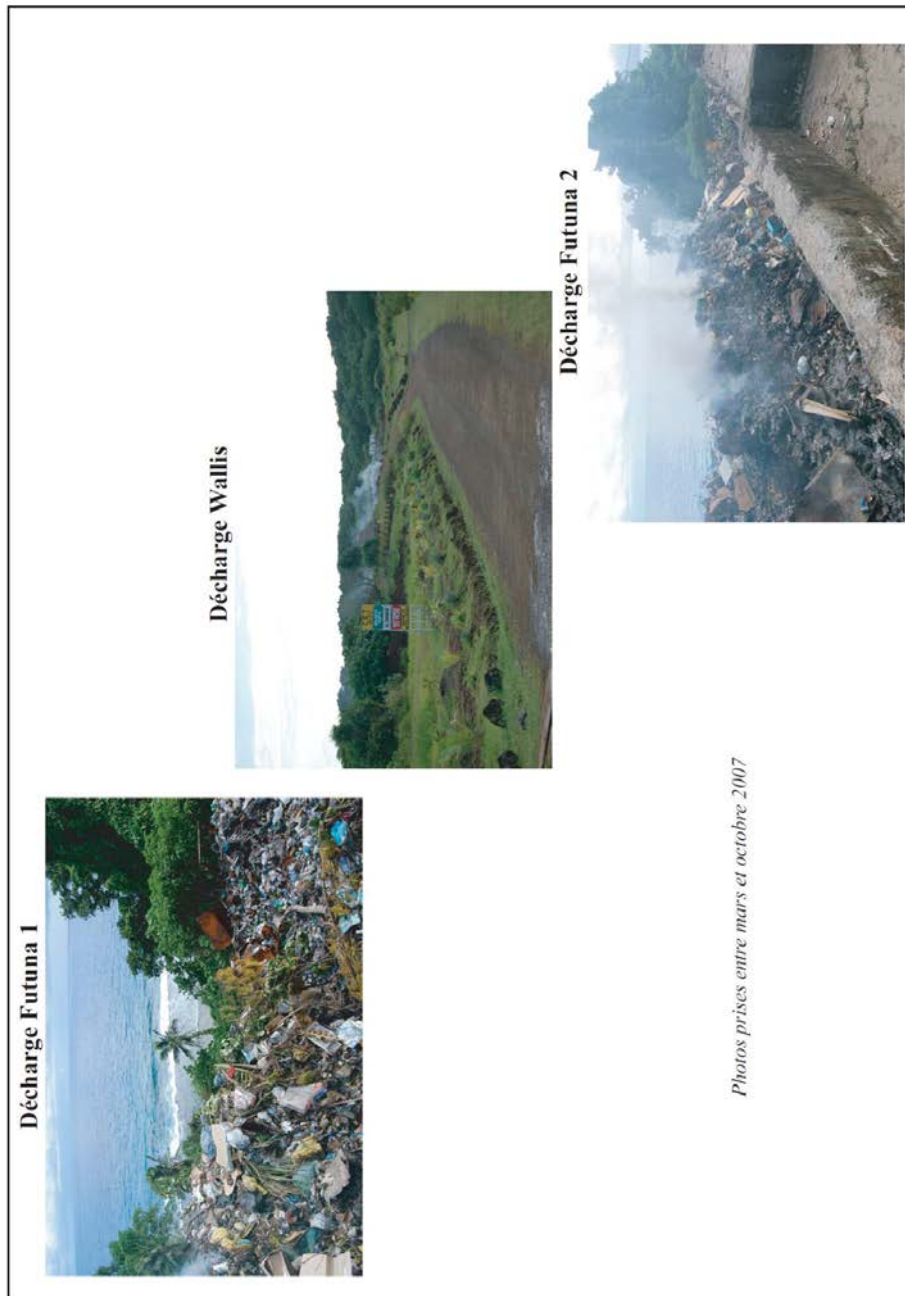 Décharge Futuna 1
Décharge Wallis
Décharge Futuna 2
Photos prises entre mars et octobre 2007